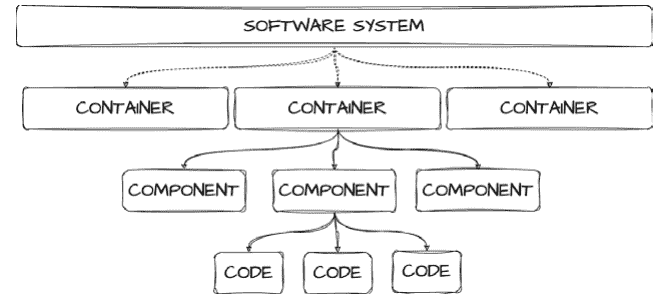 SOFTWARE SYSTEM
CONTAINER CONTAINER CONTAINER
COMPONENT COMPONENT COMPONENT
CODE CODE CODE